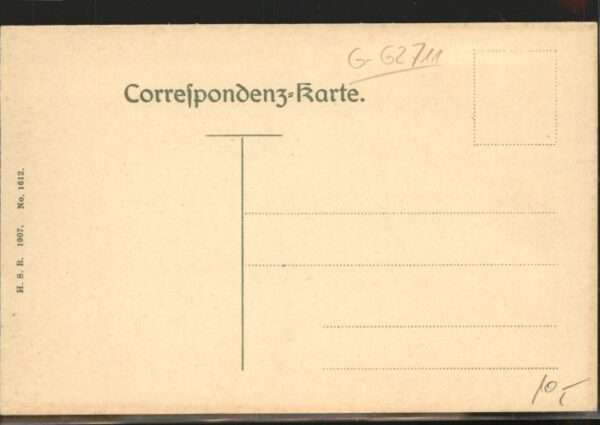 G-62711
Correſpondenz-Karte.
H. S. R. 1907. No. 1612.
10,-